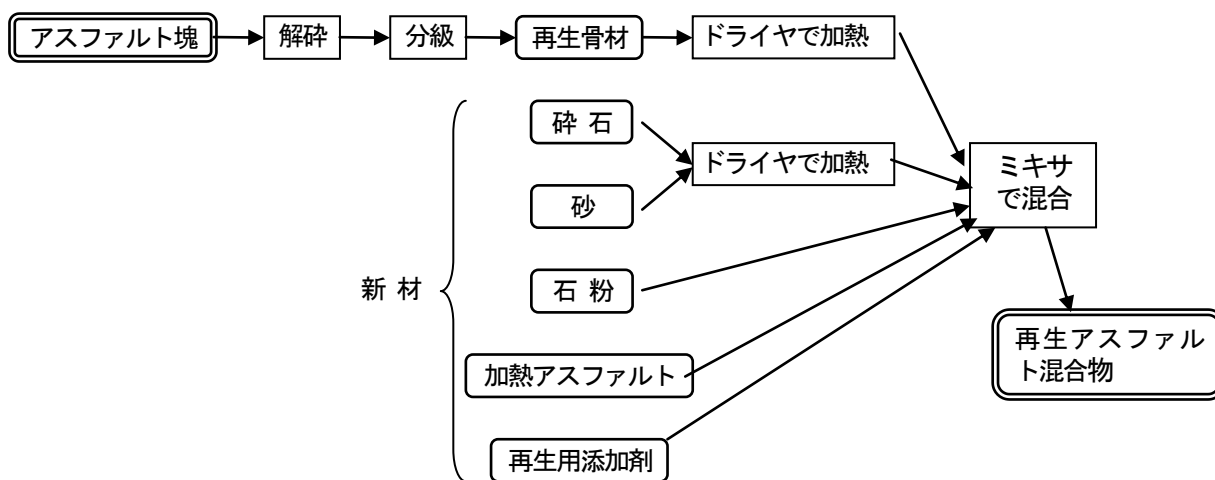 アスファルト塊
解砕
分級
再生骨材
ドライヤで加熱
砕 石
砂
ドライヤで加熱
ミキサ
で混合
新 材
石 粉
加熱アスファルト
再生用添加剤
再生アスファル
ト混合物